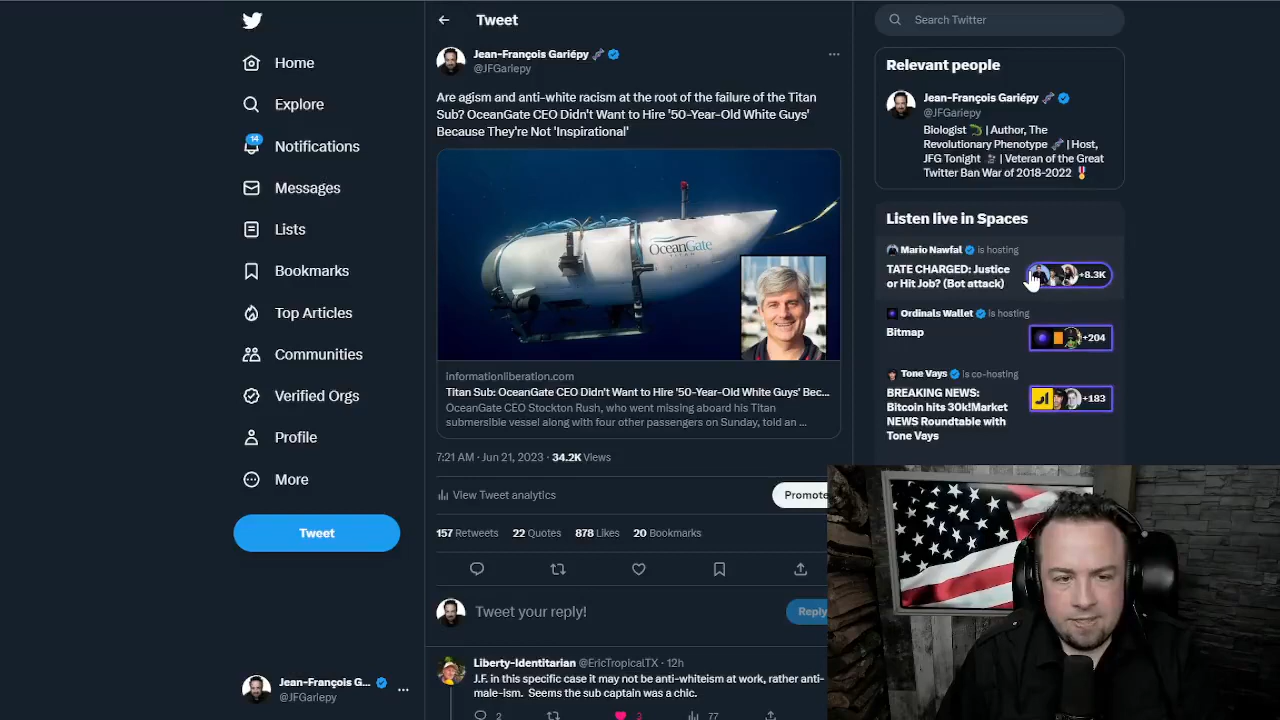 Home
Explore
14
Notifications
Messages
Lists
Bookmarks
Top Articles
Communities
Verified Orgs
Profile
More
Tweet
Jean-François G...
@JFGarlepy
Tweet
Jean-François Gariépy
@JFGarlepy
Are agism and anti-white racism at the root of the failure of the Titan
Sub? OceanGate CEO Didn't Want to Hire '50-Year-Old White Guys'
Because They're Not 'Inspirational'
OceanGate
TITAN
informationliberation.com
Titan Sub: OceanGate CEO Didn't Want to Hire '50-Year-Old White Guys' Bec...
OceanGate CEO Stockton Rush, who went missing aboard his Titan
submersible vessel along with four other passengers on Sunday, told an ...
7:21 AM · Jun 21, 2023 · 34.2K Views
View Tweet analytics
Promote
157 Retweets 22 Quotes 878 Likes 20 Bookmarks
Tweet your reply!
Reply
Liberty-Identitarian @EricTropicalTX · 12h
J.F. in this specific case it may not be anti-whiteism at work, rather anti-
male-ism. Seems the sub captain was a chic.
2 3 77
Search Twitter
Relevant people
Jean-François Gariépy
@JFGarlepy
Biologist | Author, The
Revolutionary Phenotype | Host,
JFG Tonight | Veteran of the Great
Twitter Ban War of 2018-2022
Listen live in Spaces
Mario Nawfal is hosting
TATE CHARGED: Justice
or Hit Job? (Bot attack)
+8.3K
Ordinals Wallet is hosting
Bitmap
+204
Tone Vays is co-hosting
BREAKING NEWS:
Bitcoin hits 30k!Market
NEWS Roundtable with
Tone Vays
+183